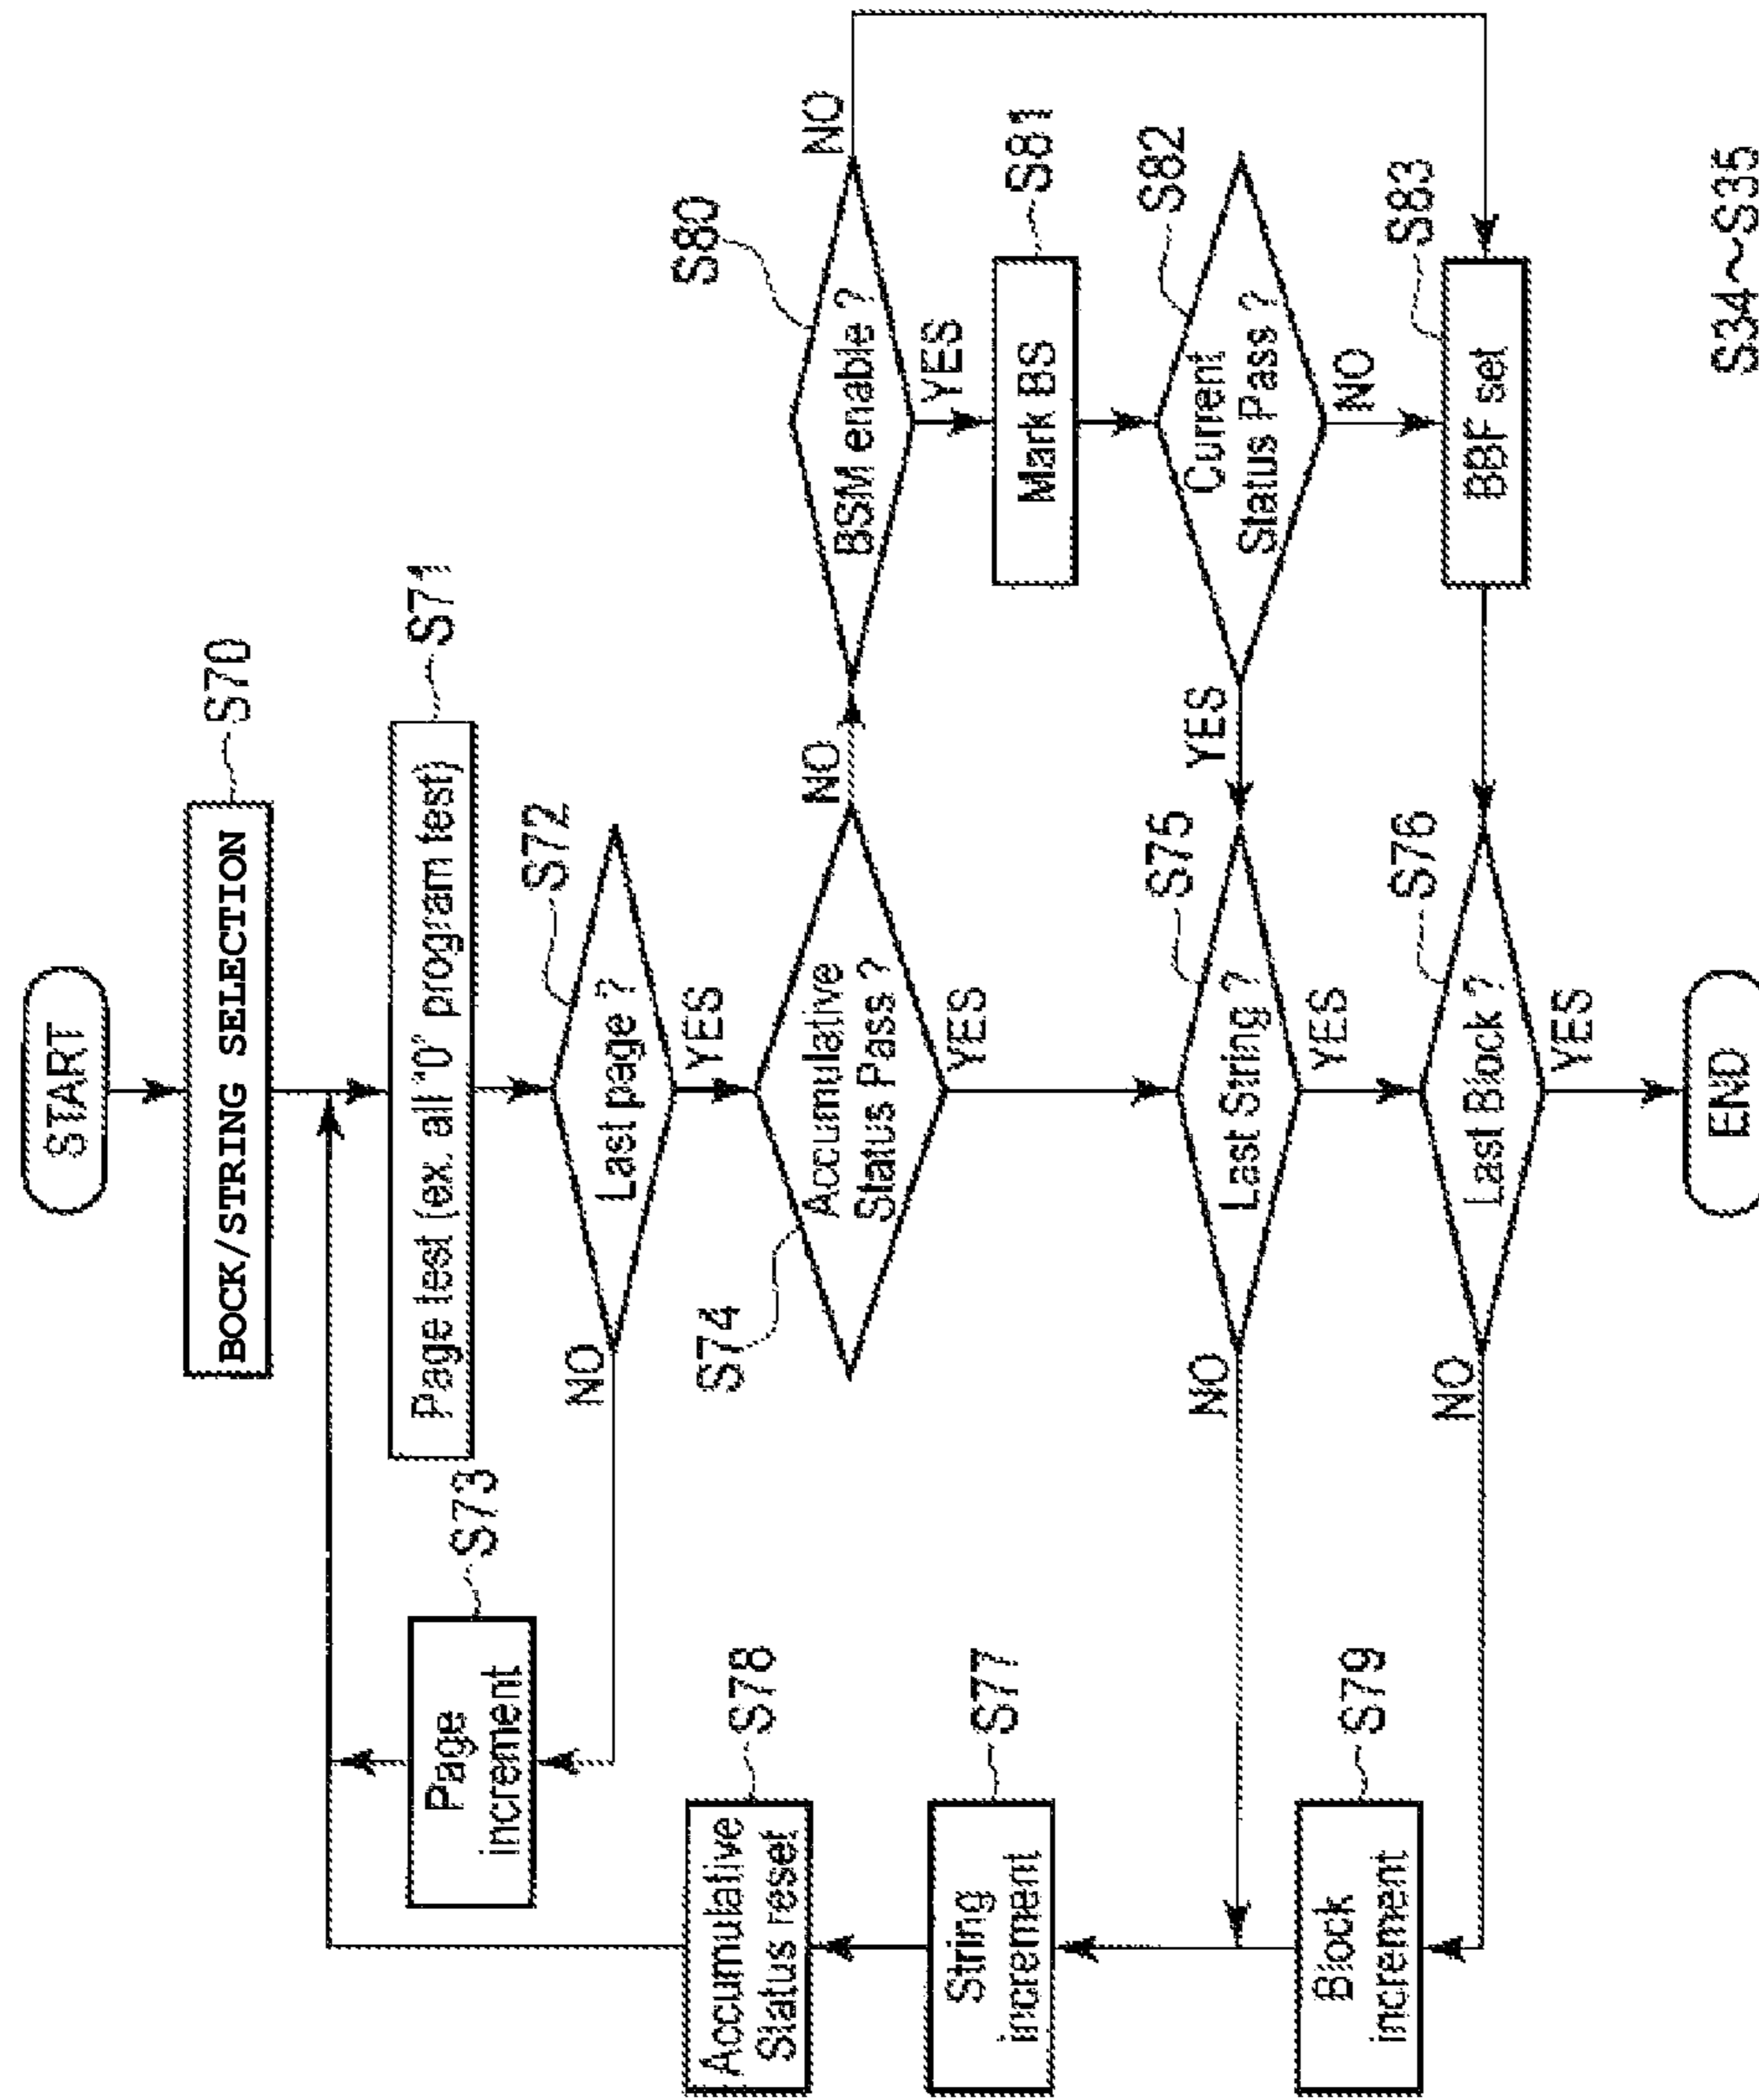 START
BOCK/STRING SELECTION
S70
Page test (ex. all "0" program test)
S71
Page
increment
S73
Last page ?
S72
NO
YES
Accumulative
Status reset
S78
Accumulative
Status Pass ?
S74
NO
YES
BSM enable ?
S80
NO
YES
String
increment
S77
Mark BS
S81
Last String ?
S75
NO
YES
Current
Status Pass ?
S82
YES
NO
Block
increment
S79
Last Block ?
S76
NO
YES
BBF set
S83
END
S34~S35